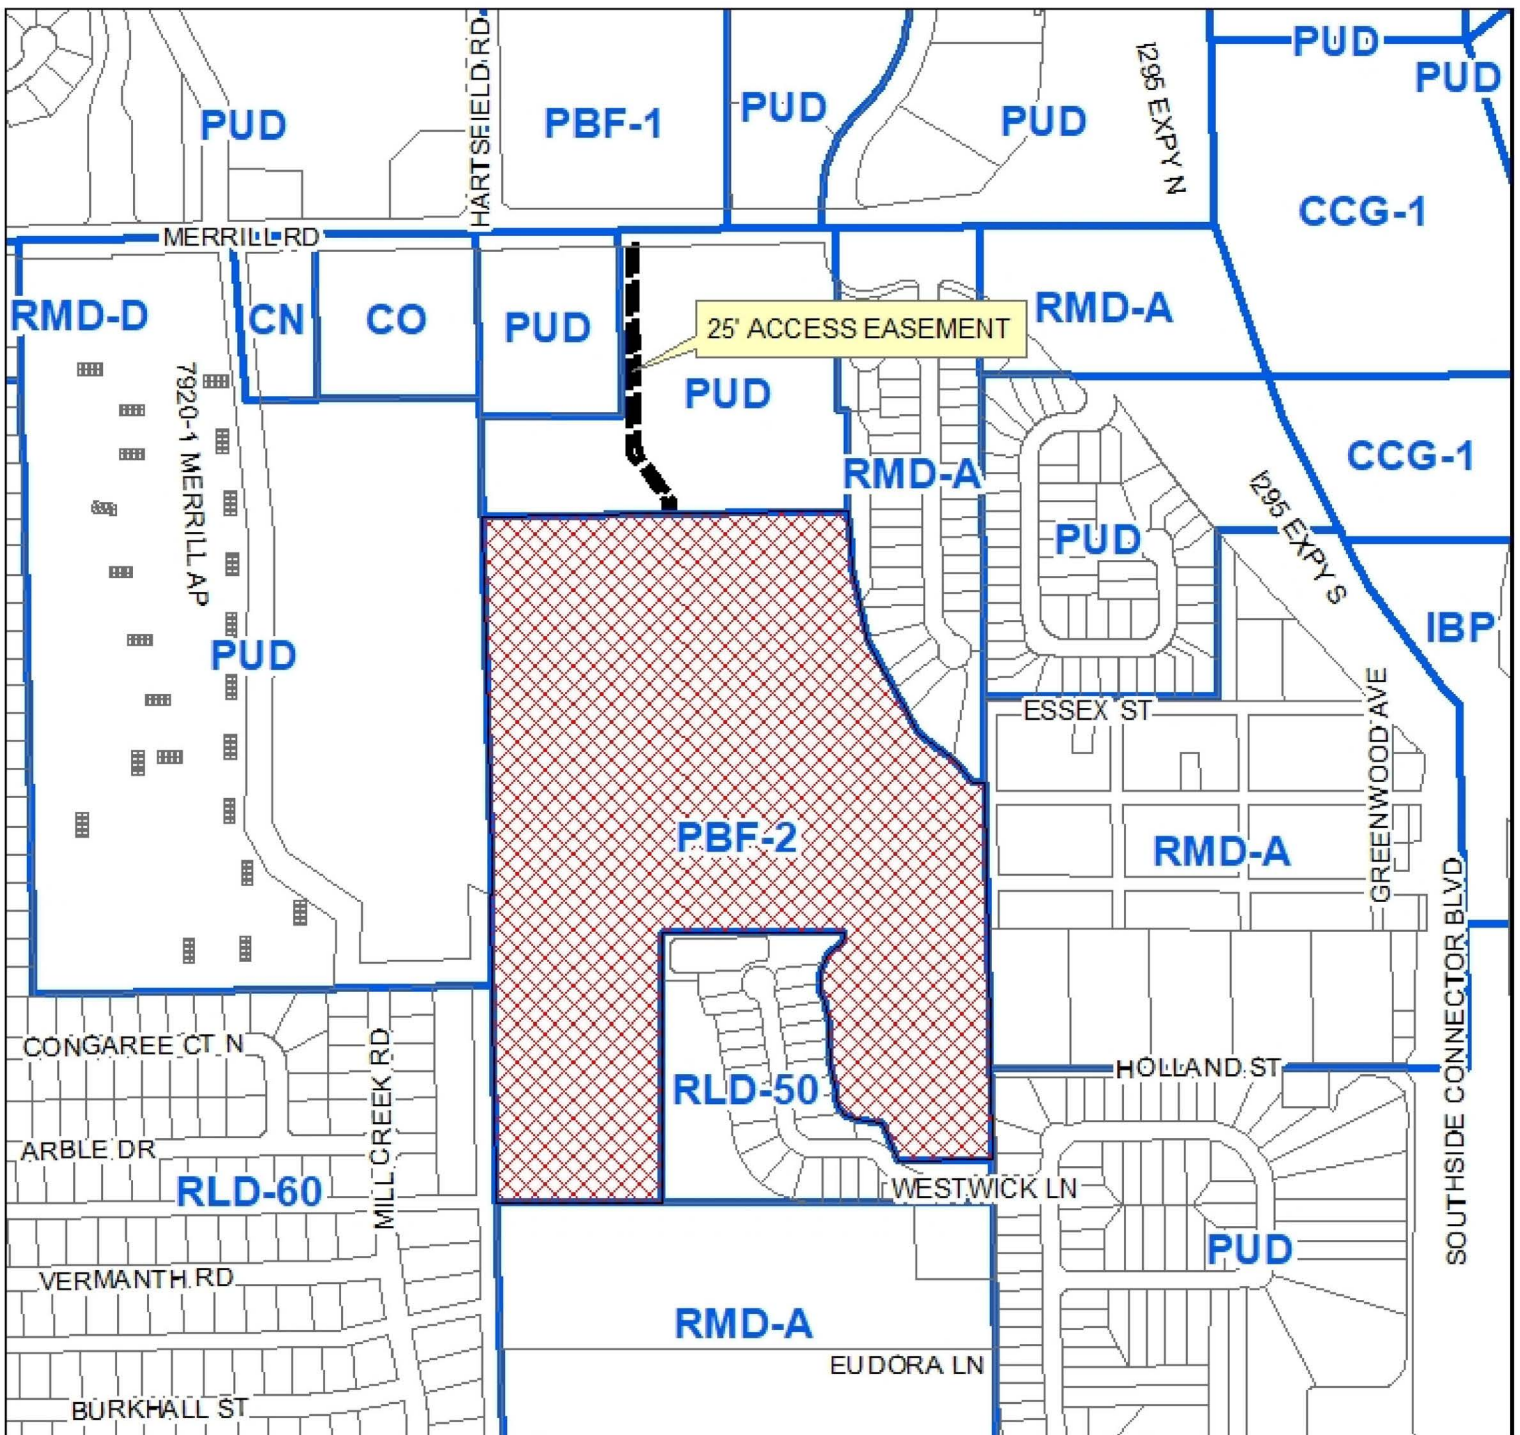 PUD
PUD
PUD
PBF-1
PUD
PUD
HARTSFIELD RD
I295 EXPY N
CCG-1
MERRILL RD
RMD-D
CN
CO
PUD
25' ACCESS EASEMENT
RMD-A
PUD
7920-1 MERRILL AP
RMD-A
CCG-1
I295 EXPY S
PUD
IBP
PUD
ESSEX ST
GREENWOOD AVE
PBF-2
RMD-A
SOUTHSIDE CONNECTOR BLVD
CONGAREE CT N
MILL CREEK RD
HOLLAND ST
RLD-50
ARBLE DR
RLD-60
WESTWICK LN
PUD
VERMANTH RD
RMD-A
EUDORA LN
BURKHALL ST